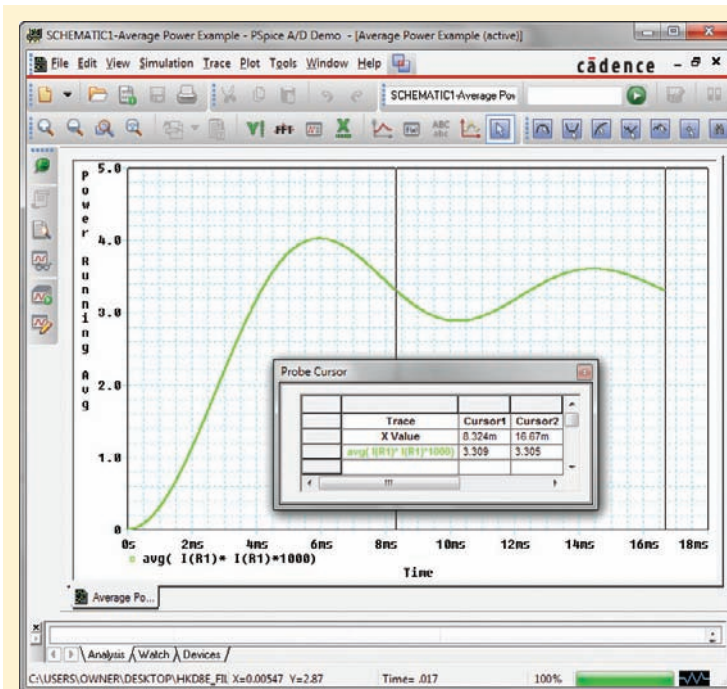 SCHEMATIC1-Average Power Example - PSpice A/D Demo - [Average Power Example (active)]
File Edit View Simulation Trace Plot Tools Window Help
cādence
SCHEMATIC1-Average Pow
ABC
Power Running Avg
5.0
4.0
3.0
2.0
1.0
0
Probe Cursor
Trace Cursor1 Cursor2
X Value 8.324m 16.67m
avg( I(R1)* I(R1)*1000) 3.309 3.305
0s 2ms 4ms 6ms 8ms 10ms 12ms 14ms 16ms 18ms
avg( I(R1)* I(R1)*1000)
Time
Average Po...
Analysis Watch Devices
C:\USERS\OWNER\DESKTOP\HKD8E_FIL X=0.00547 Y=2.87 Time= .017 100%